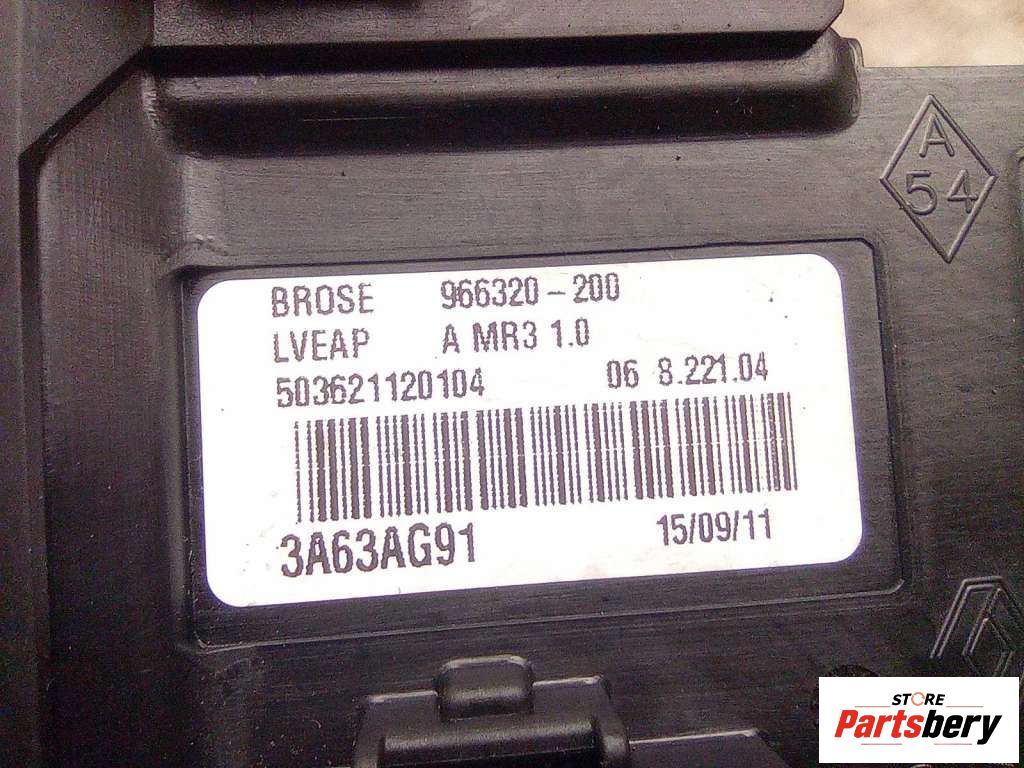 A
54
BROSE 966320-200
LVEAP A MR3 1.0
503621120104 06 8.221.04
3A63AG91 15/09/11
STORE
Partsbery